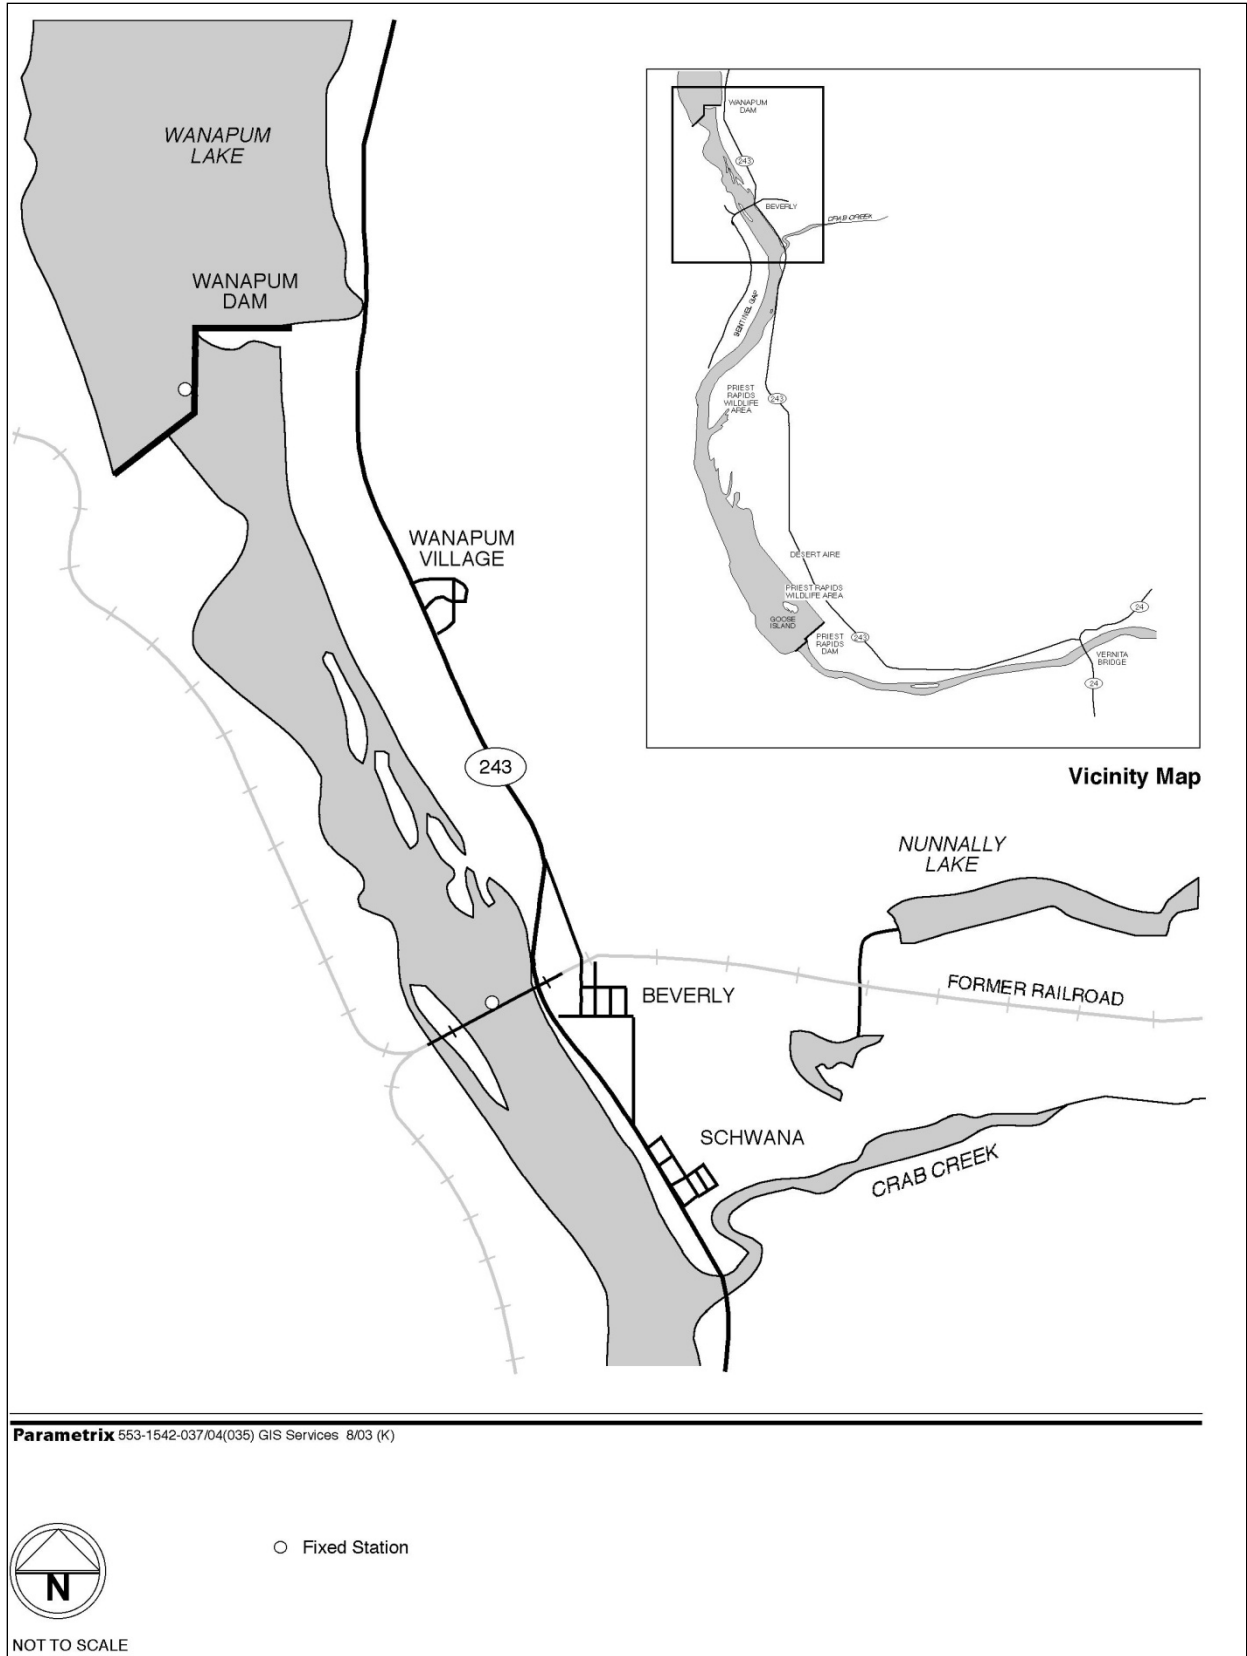 WANAPUM
LAKE
WANAPUM
DAM
WANAPUM
VILLAGE
243
BEVERLY
SCHWANA
NUNNALLY
LAKE
FORMER RAILROAD
CRAB CREEK
WANAPUM
DAM
243
BEVERLY
CRAB CREEK
SENTINEL GAP
PRIEST
RAPIDS
WILDLIFE
AREA
243
DESERT AIRE
PRIEST RAPIDS
WILDLIFE AREA
GOOSE
ISLAND
PRIEST
RAPIDS
DAM
243
24
VERNITA
BRIDGE
24
Vicinity Map
Parametrix 553-1542-037/04(035) GIS Services 8/03 (K)
N
NOT TO SCALE
Fixed Station